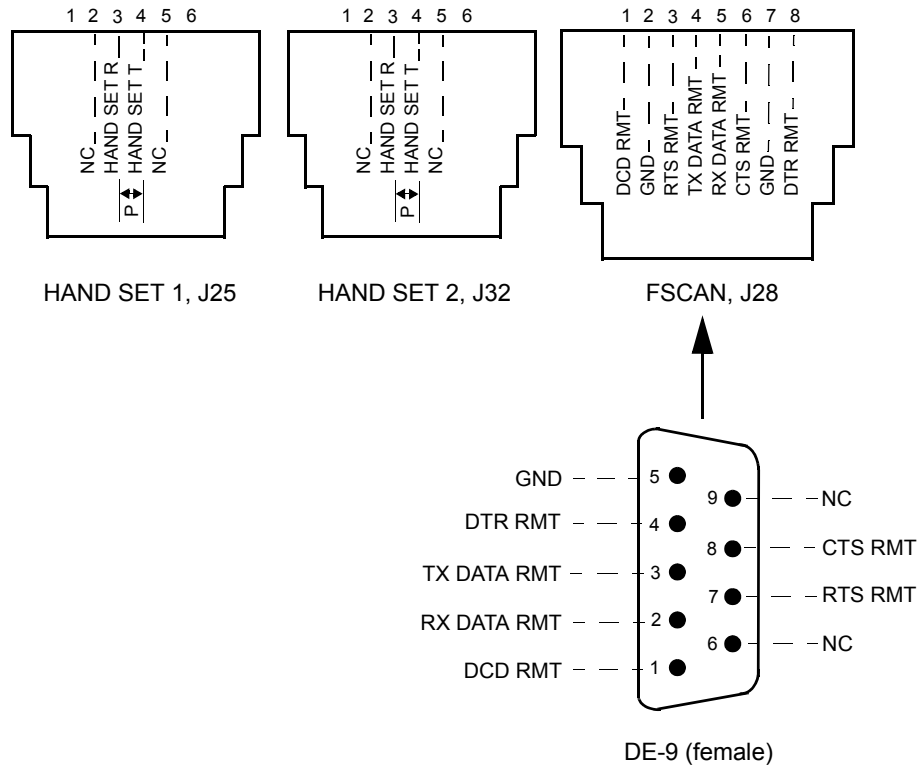 1 2 3 4 5 6
NC
HAND SET R
HAND SET T
NC
P
HAND SET 1, J25
1 2 3 4 5 6
NC
HAND SET R
HAND SET T
NC
P
HAND SET 2, J32
1 2 3 4 5 6 7 8
DCD RMT
GND
RTS RMT
TX DATA RMT
RX DATA RMT
CTS RMT
GND
DTR RMT
FSCAN, J28
GND 5
9 NC
DTR RMT 4
8 CTS RMT
TX DATA RMT 3
7 RTS RMT
RX DATA RMT 2
6 NC
DCD RMT 1
DE-9 (female)